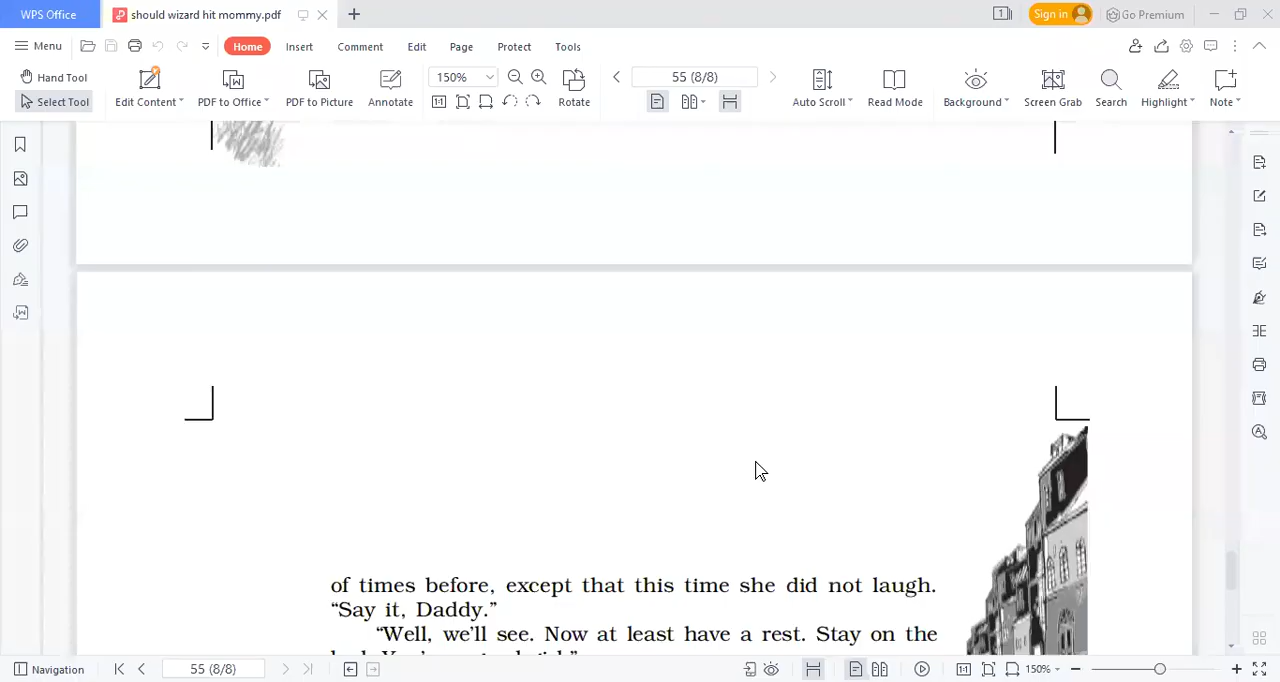 WPS Office
should wizard hit mommy.pdf
Sign in
Go Premium
Menu
Home
Insert
Comment
Edit
Page
Protect
Tools
Hand Tool
Select Tool
Edit Content
PDF to Office
PDF to Picture
Annotate
150%
Rotate
55 (8/8)
Auto Scroll
Read Mode
Background
Screen Grab
Search
Highlight
Note
of times before, except that this time she did not laugh.
“Say it, Daddy.”
“Well, we’ll see. Now at least have a rest. Stay on the
Navigation
55 (8/8)
150%